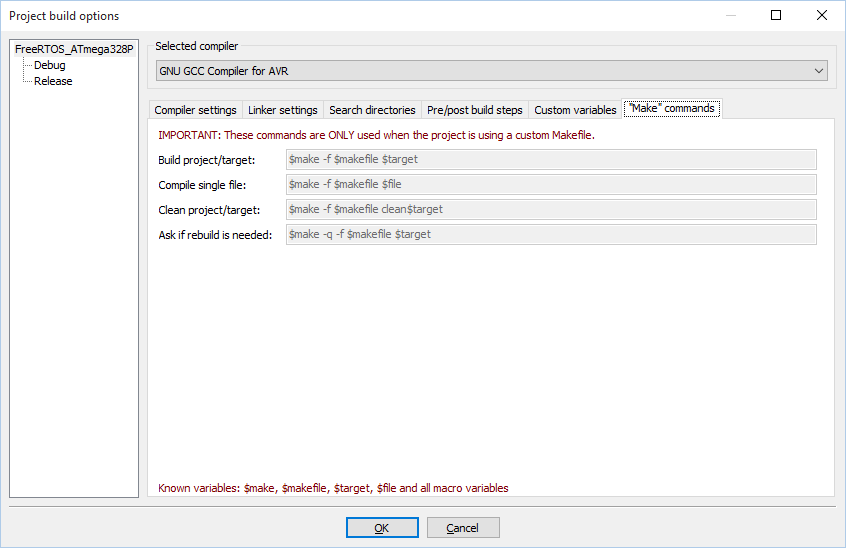 Project build options
FreeRTOS_ATmega328P
Debug
Release
Selected compiler
GNU GCC Compiler for AVR
Compiler settings Linker settings Search directories Pre/post build steps Custom variables "Make" commands
IMPORTANT: These commands are ONLY used when the project is using a custom Makefile.
Build project/target: $make -f $makefile $target
Compile single file: $make -f $makefile $file
Clean project/target: $make -f $makefile clean$target
Ask if rebuild is needed: $make -q -f $makefile $target
Known variables: $make, $makefile, $target, $file and all macro variables
OK Cancel